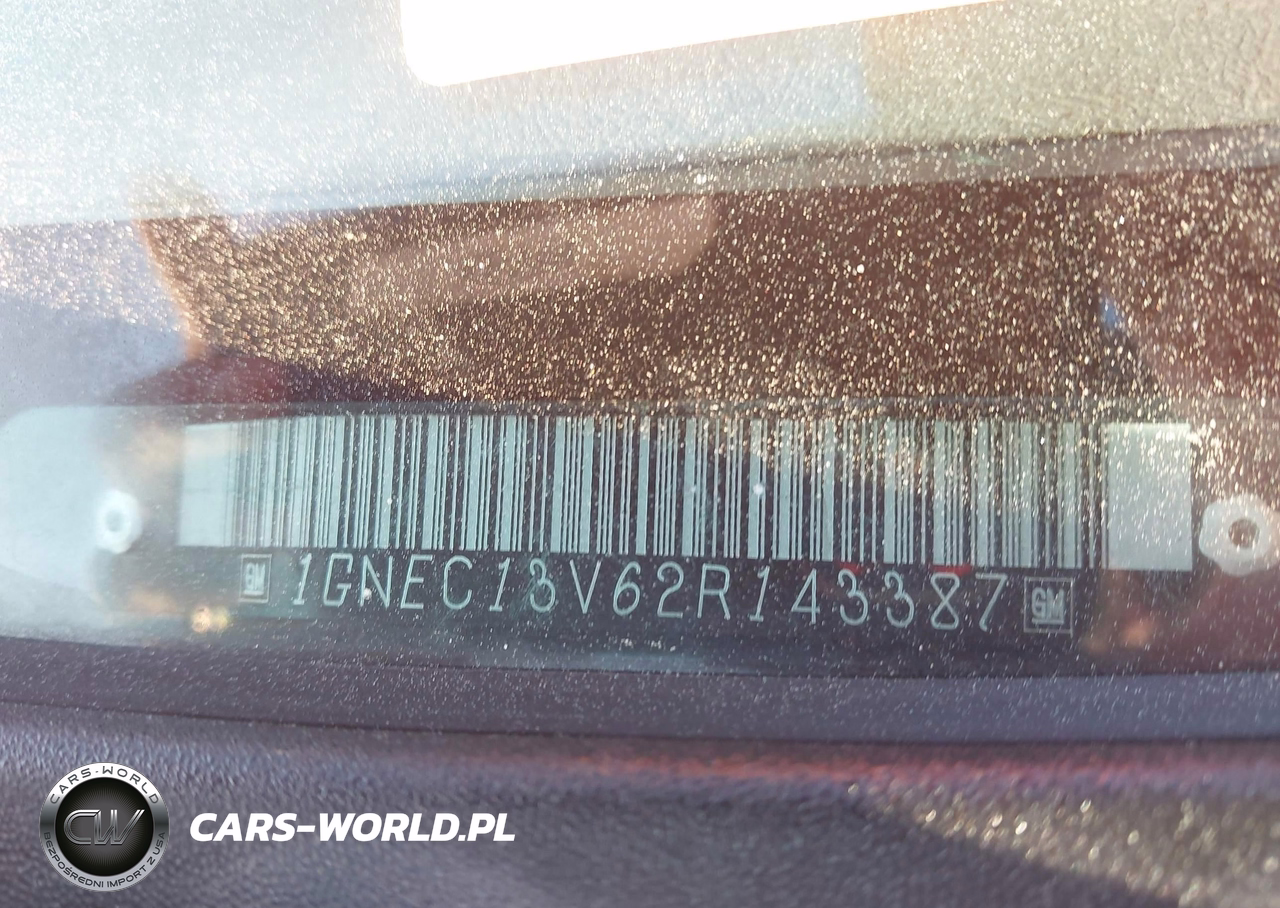 GM 1GNEC13V62R143387 GM
CARS-WORLD
CW
BEZPOŚREDNI IMPORT Z USA
CARS-WORLD.PL